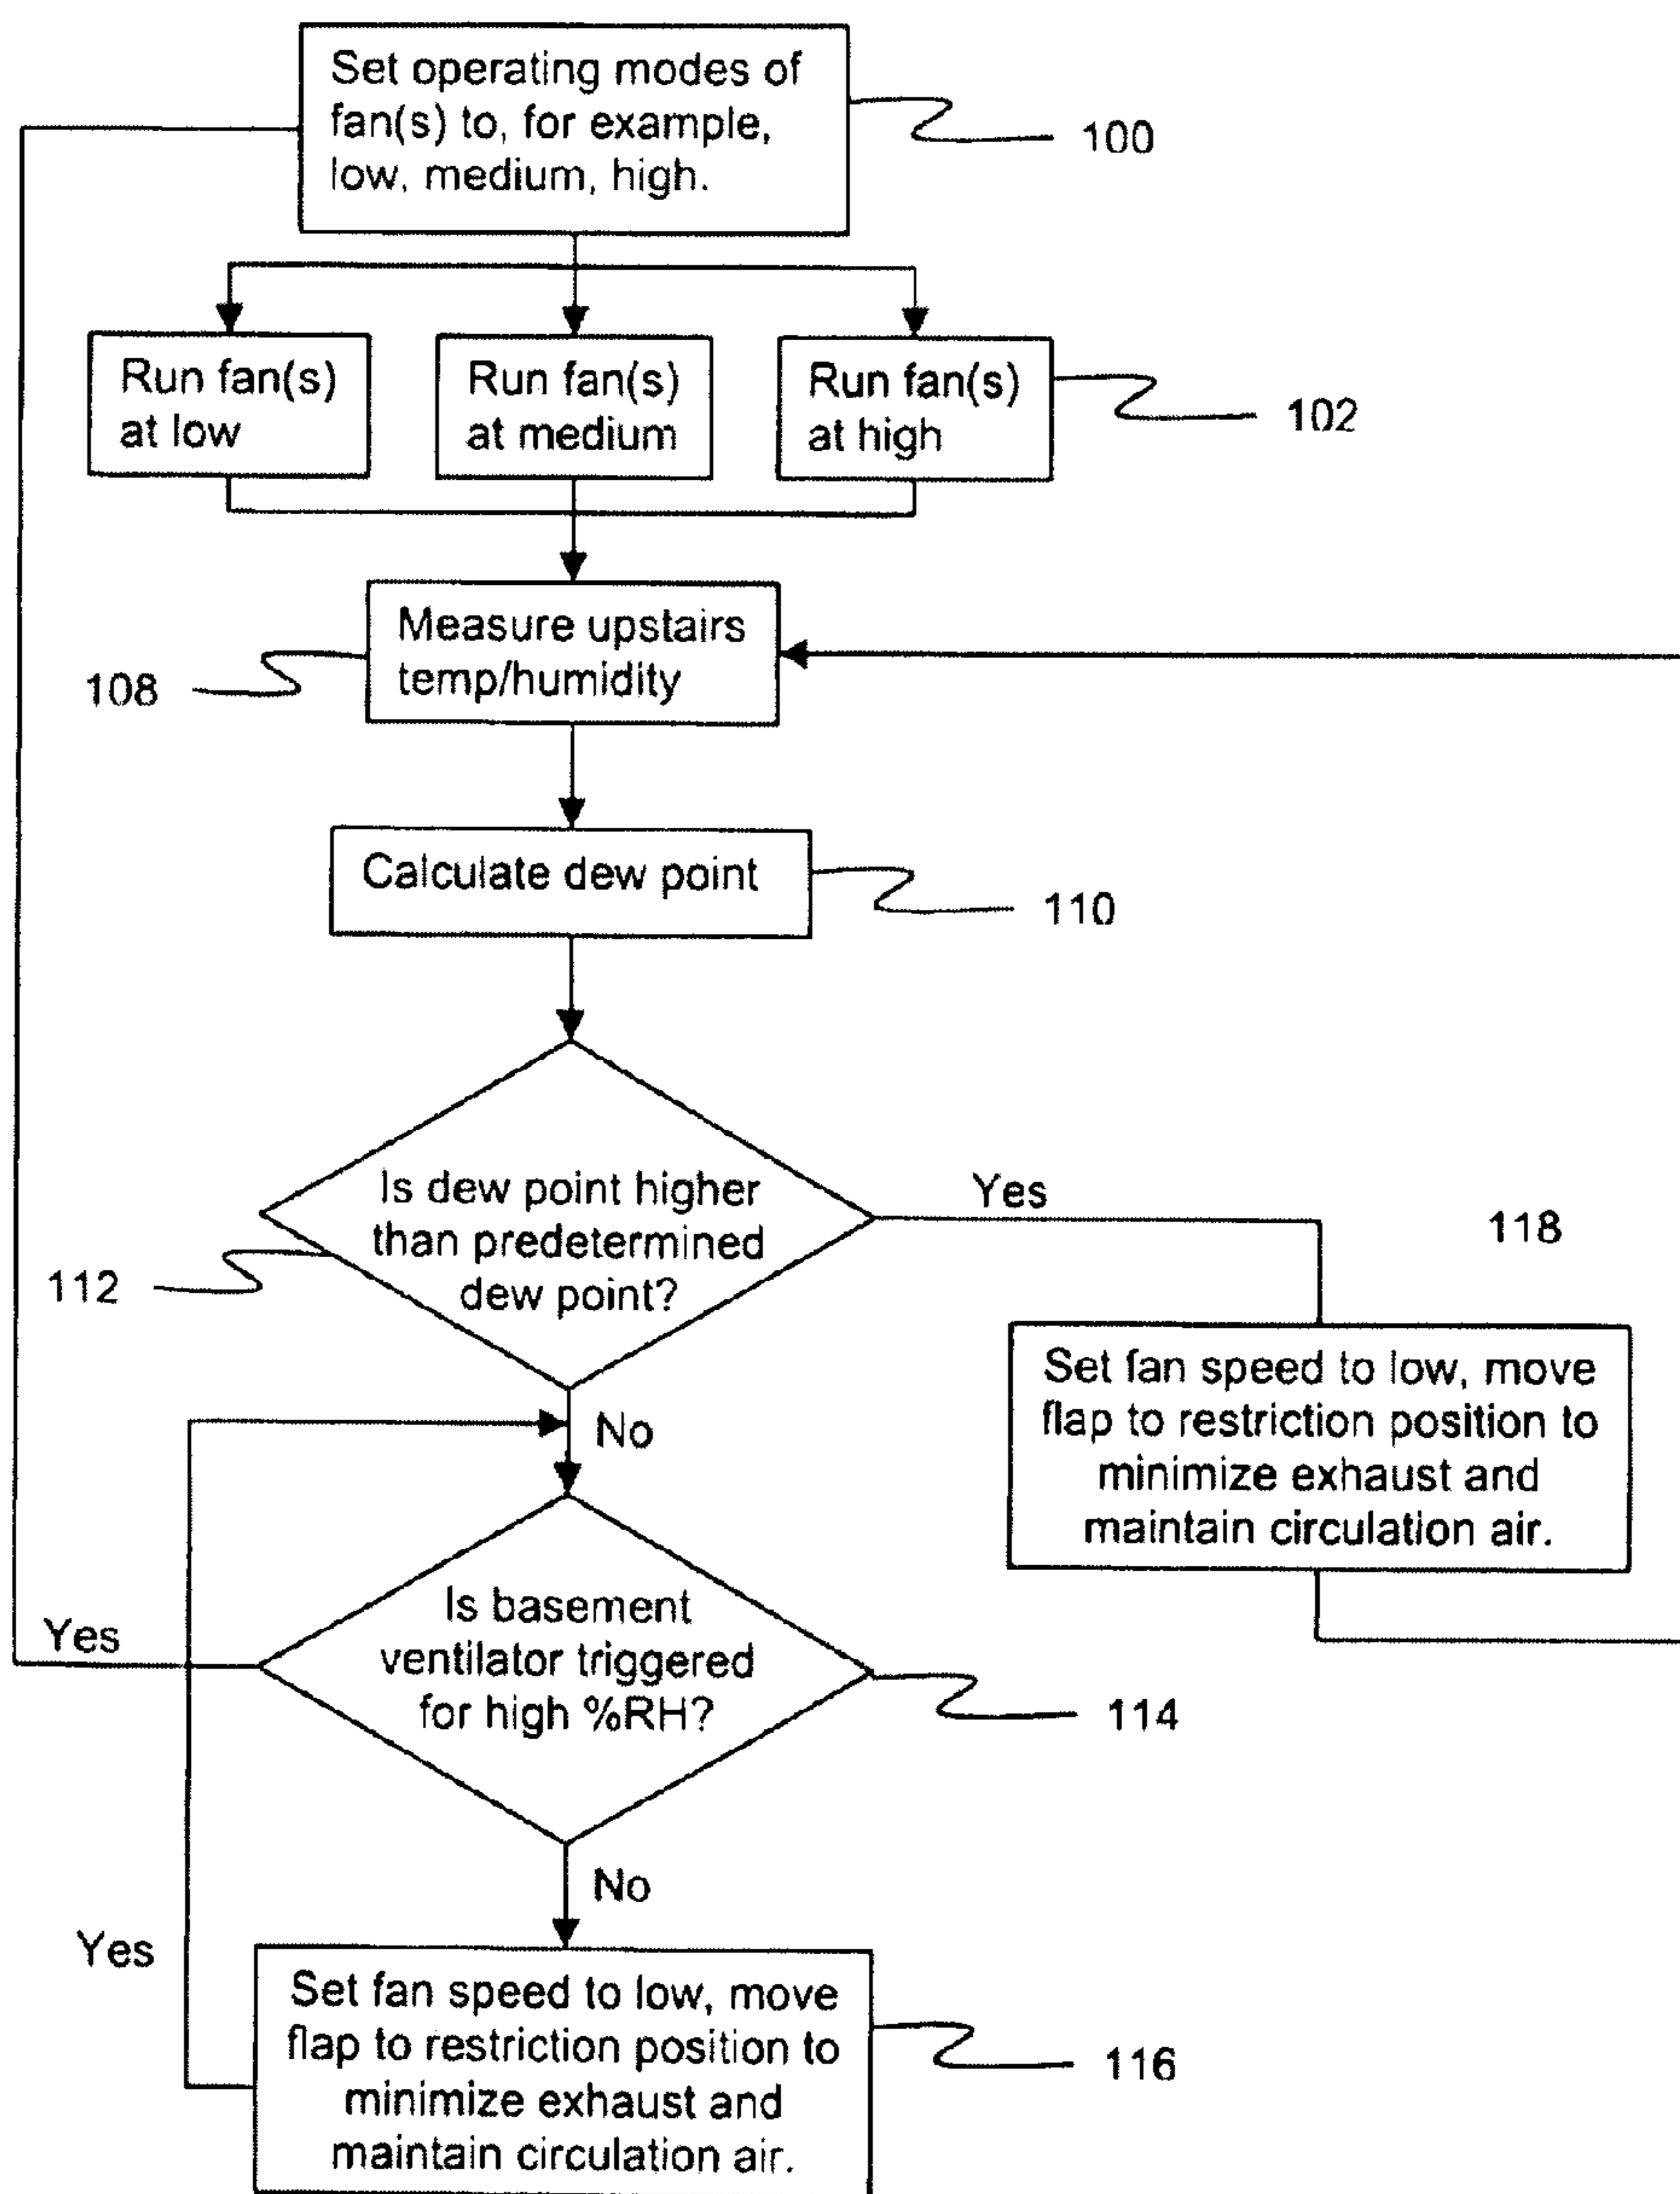 Set operating modes of
fan(s) to, for example,
low, medium, high.
100
Run fan(s)
at low
Run fan(s)
at medium
Run fan(s)
at high
102
Measure upstairs
temp/humidity
108
Calculate dew point
110
Is dew point higher
than predetermined
dew point?
112
Yes
118
Set fan speed to low, move
flap to restriction position to
minimize exhaust and
maintain circulation air.
No
Is basement
ventilator triggered
for high %RH?
Yes
114
No
Yes
Set fan speed to low, move
flap to restriction position to
minimize exhaust and
maintain circulation air.
116